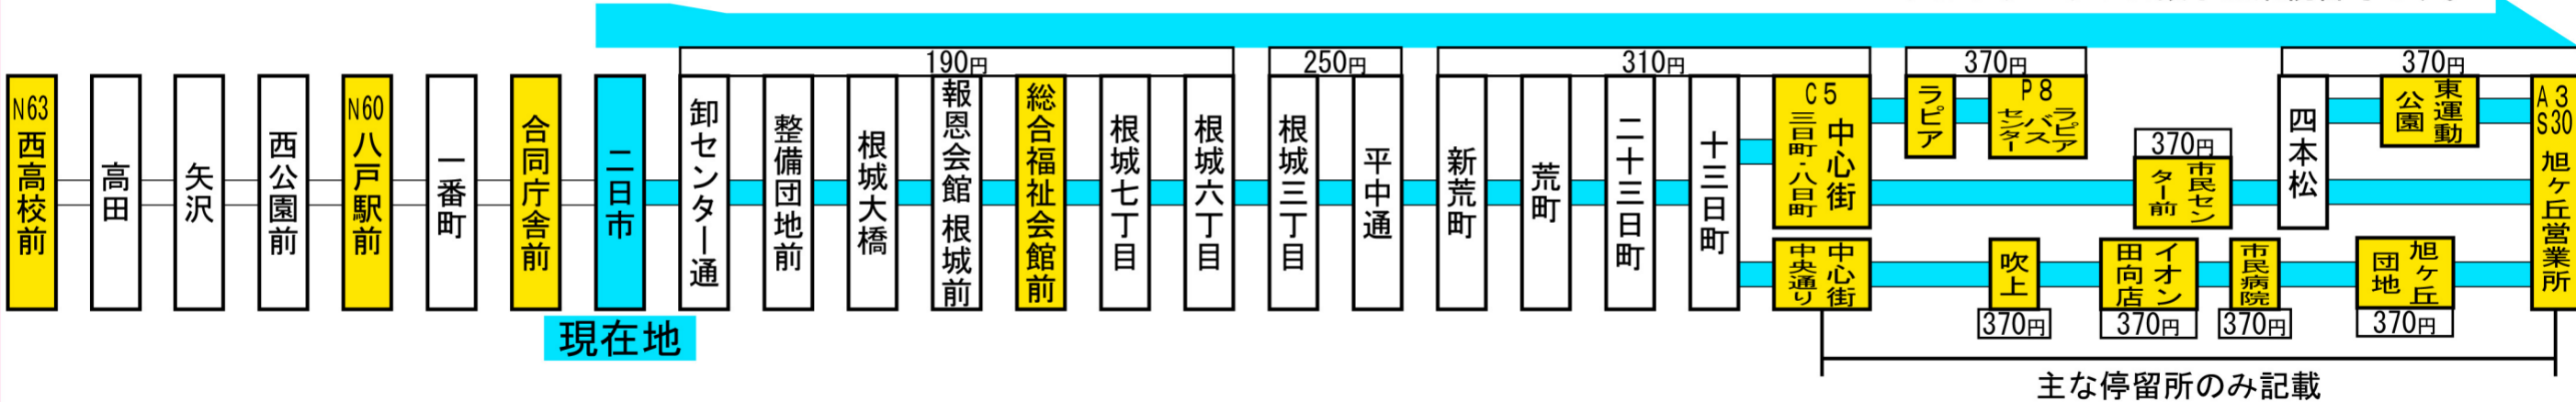 190円
250円
310円
370円
370円
N63
西高校前
高田
矢沢
西公園前
N60
八戸駅前
一番町
合同庁舎前
二日市
卸センター通
整備団地前
根城大橋
報恩会館 根城前
総合福祉会館前
根城七丁目
根城六丁目
根城三丁目
平中通
新荒町
荒町
二十三日町
十三日町
C5
中心街
三日町・八日町
中心街
中央通り
ラピア
P8
ラピア
バス
センター
370円
市民セン
ター前
四本松
東運動
公園
A3
S30
旭ヶ丘営業所
吹上
イオン
田向店
市民病院
旭ヶ丘
団地
370円
370円
370円
370円
現在地
主な停留所のみ記載